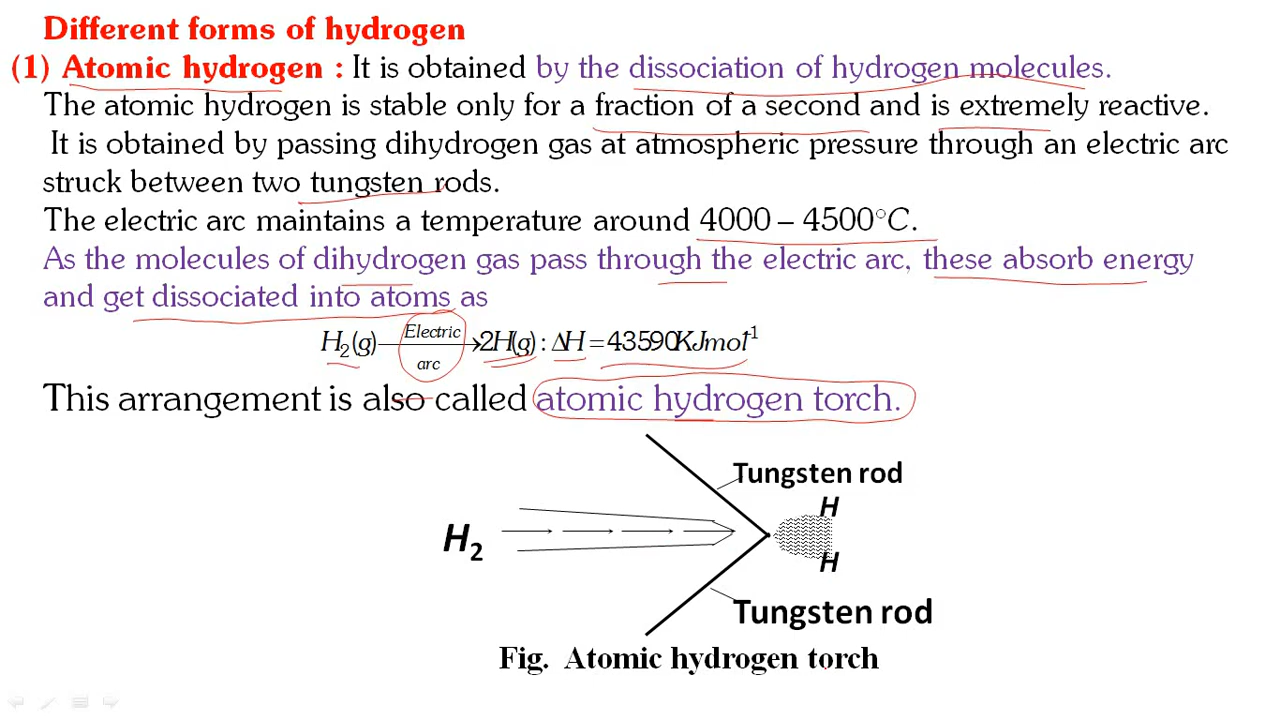 Different forms of hydrogen
(1) Atomic hydrogen : It is obtained by the dissociation of hydrogen molecules.
The atomic hydrogen is stable only for a fraction of a second and is extremely reactive.
It is obtained by passing dihydrogen gas at atmospheric pressure through an electric arc
struck between two tungsten rods.
The electric arc maintains a temperature around 4000 – 4500°C.
As the molecules of dihydrogen gas pass through the electric arc, these absorb energy
and get dissociated into atoms as
H₂(g) —Electric arc→ 2H(g) : ΔH = 43590KJmol⁻¹
This arrangement is also called atomic hydrogen torch.
Tungsten rod
H
H₂
H
Tungsten rod
Fig. Atomic hydrogen torch